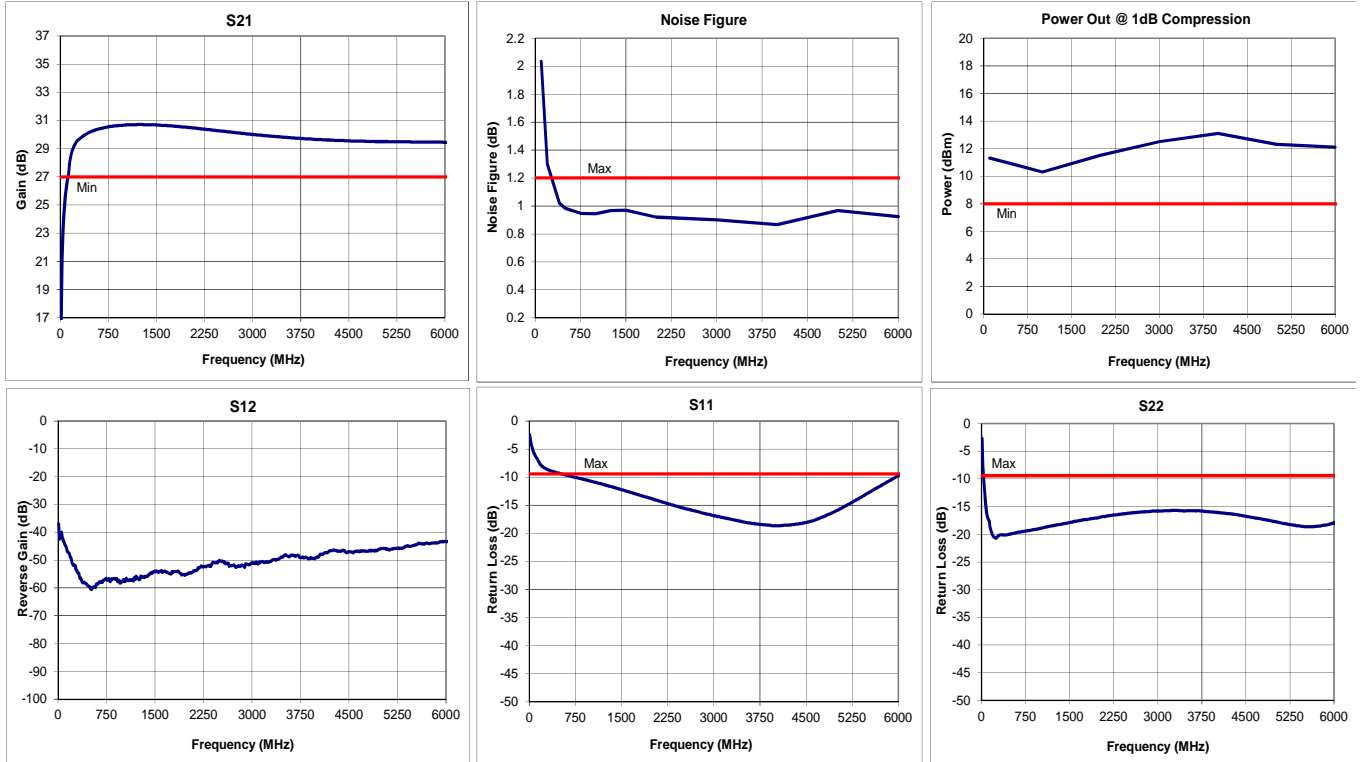 S21
Gain (dB)
37
35
33
31
29
27
25
23
21
19
17
Min
0 750 1500 2250 3000 3750 4500 5250 6000
Frequency (MHz)
Noise Figure
Noise Figure (dB)
2.2
2
1.8
1.6
1.4
1.2
1
0.8
0.6
0.4
0.2
Max
0 750 1500 2250 3000 3750 4500 5250 6000
Frequency (MHz)
Power Out @ 1dB Compression
Power (dBm)
20
18
16
14
12
10
8
6
4
2
0
Min
0 750 1500 2250 3000 3750 4500 5250 6000
Frequency (MHz)
S12
Reverse Gain (dB)
0
-10
-20
-30
-40
-50
-60
-70
-80
-90
-100
0 750 1500 2250 3000 3750 4500 5250 6000
Frequency (MHz)
S11
Return Loss (dB)
0
-5
-10
-15
-20
-25
-30
-35
-40
-45
-50
Max
0 750 1500 2250 3000 3750 4500 5250 6000
Frequency (MHz)
S22
Return Loss (dB)
0
-5
-10
-15
-20
-25
-30
-35
-40
-45
-50
Max
0 750 1500 2250 3000 3750 4500 5250 6000
Frequency (MHz)